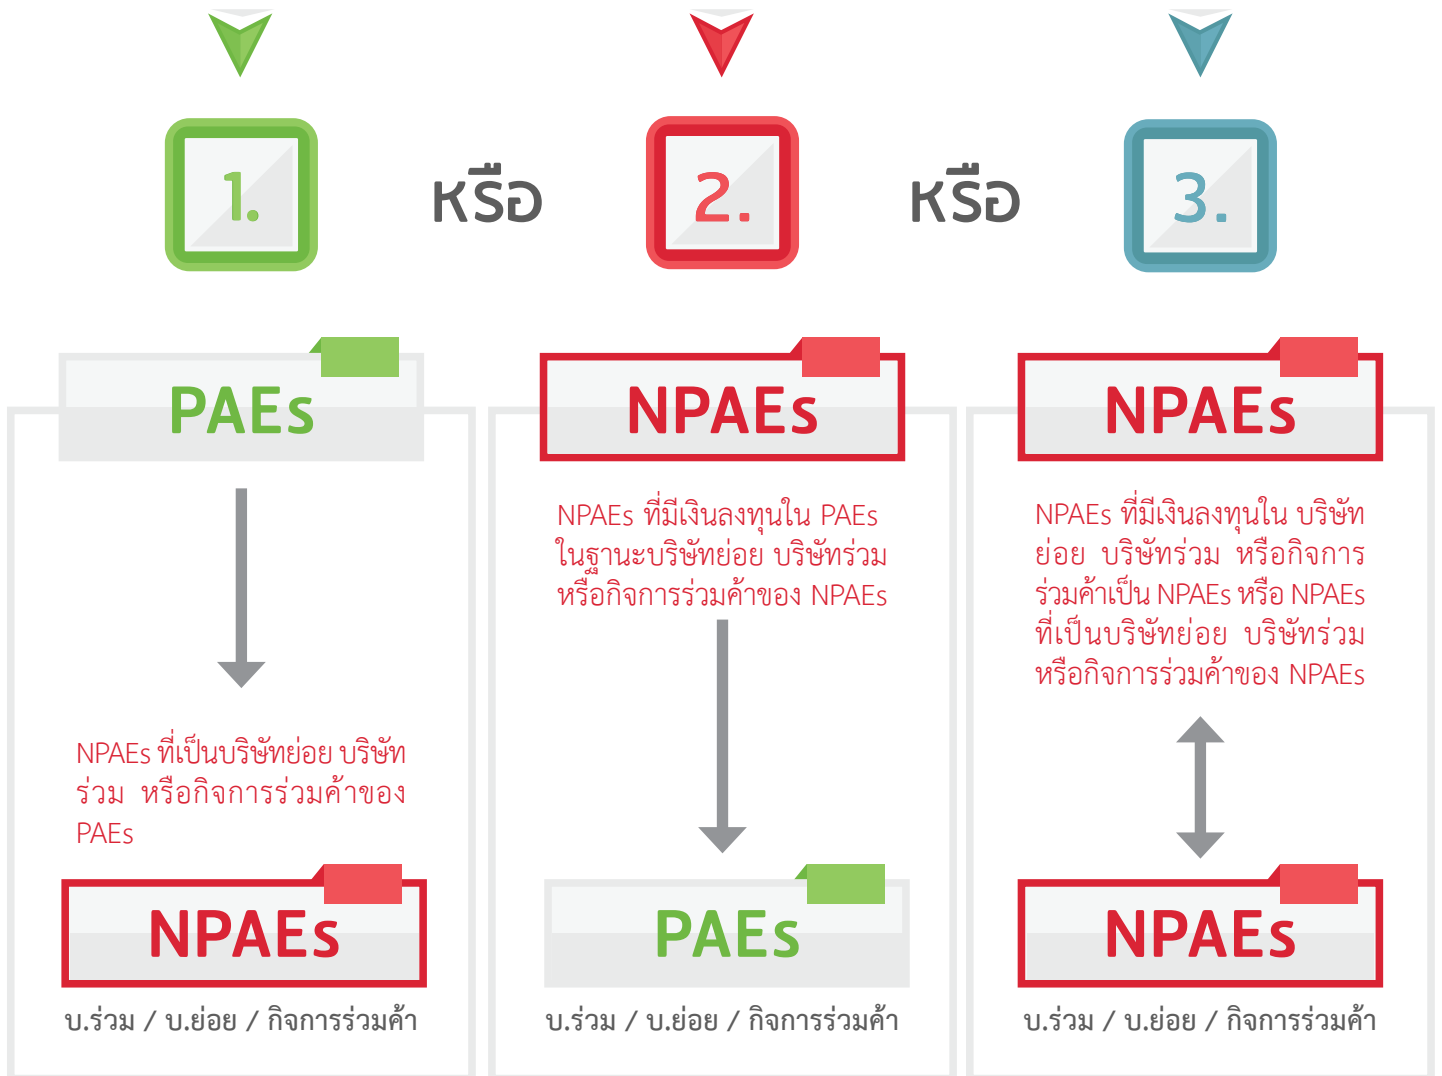 1.
หรือ
2.
หรือ
3.
PAEs
NPAEs ที่เป็นบริษัทย่อย บริษัท
ร่วม หรือกิจการร่วมค้าของ
PAEs
NPAEs
บ.ร่วม / บ.ย่อย / กิจการร่วมค้า
NPAEs
NPAEs ที่มีเงินลงทุนใน PAEs
ในฐานะบริษัทย่อย บริษัทร่วม
หรือกิจการร่วมค้าของ NPAEs
PAEs
บ.ร่วม / บ.ย่อย / กิจการร่วมค้า
NPAEs
NPAEs ที่มีเงินลงทุนใน บริษัท
ย่อย บริษัทร่วม หรือกิจการ
ร่วมค้าเป็น NPAEs หรือ NPAEs
ที่เป็นบริษัทย่อย บริษัทร่วม
หรือกิจการร่วมค้าของ NPAEs
NPAEs
บ.ร่วม / บ.ย่อย / กิจการร่วมค้า